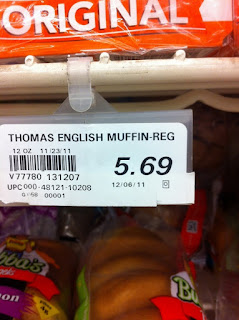 ORIGINAL
THOMAS ENGLISH MUFFIN-REG
12 OZ 11/23/11
V77780 131207
5.69
UPC 000-48121-10208
12/06/11 D
00001